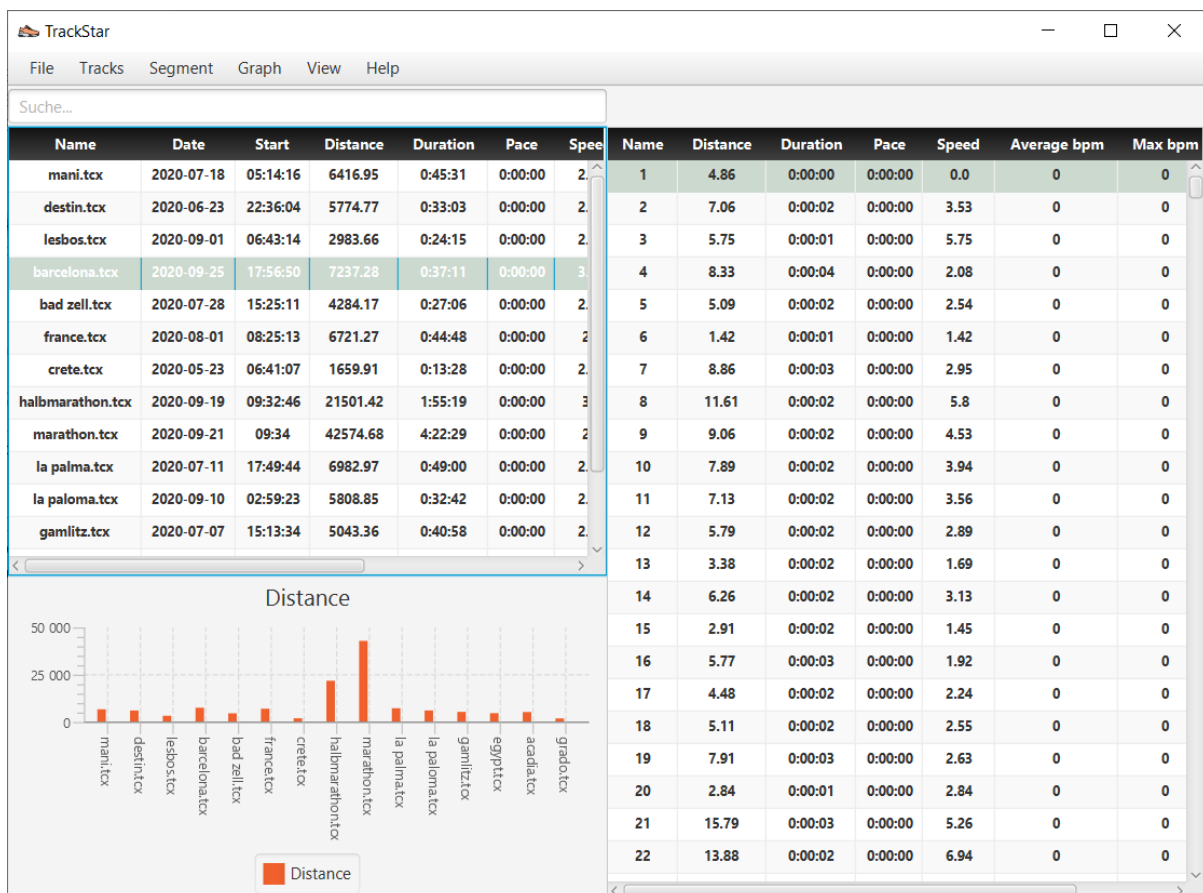 TrackStar
File Tracks Segment Graph View Help
Suche...
Name Date Start Distance Duration Pace Spee
mani.tcx 2020-07-18 05:14:16 6416.95 0:45:31 0:00:00 2.
destin.tcx 2020-06-23 22:36:04 5774.77 0:33:03 0:00:00 2.
lesbos.tcx 2020-09-01 06:43:14 2983.66 0:24:15 0:00:00 2.
barcelona.tcx 2020-09-25 17:56:50 7237.28 0:37:11 0:00:00 3.
bad zell.tcx 2020-07-28 15:25:11 4284.17 0:27:06 0:00:00 2.
france.tcx 2020-08-01 08:25:13 6721.27 0:44:48 0:00:00 2
crete.tcx 2020-05-23 06:41:07 1659.91 0:13:28 0:00:00 2.
halbmarathon.tcx 2020-09-19 09:32:46 21501.42 1:55:19 0:00:00 3
marathon.tcx 2020-09-21 09:34 42574.68 4:22:29 0:00:00 2
la palma.tcx 2020-07-11 17:49:44 6982.97 0:49:00 0:00:00 2.
la paloma.tcx 2020-09-10 02:59:23 5808.85 0:32:42 0:00:00 2.
gamlitz.tcx 2020-07-07 15:13:34 5043.36 0:40:58 0:00:00 2.
Distance
50 000
25 000
0
mani.tcx
destin.tcx
lesbos.tcx
barcelona.tcx
bad zell.tcx
france.tcx
crete.tcx
halbmarathon.tcx
marathon.tcx
la palma.tcx
la paloma.tcx
gamlitz.tcx
egypt.tcx
acadia.tcx
grado.tcx
Distance
Name Distance Duration Pace Speed Average bpm Max bpm
1 4.86 0:00:00 0:00:00 0.0 0 0
2 7.06 0:00:02 0:00:00 3.53 0 0
3 5.75 0:00:01 0:00:00 5.75 0 0
4 8.33 0:00:04 0:00:00 2.08 0 0
5 5.09 0:00:02 0:00:00 2.54 0 0
6 1.42 0:00:01 0:00:00 1.42 0 0
7 8.86 0:00:03 0:00:00 2.95 0 0
8 11.61 0:00:02 0:00:00 5.8 0 0
9 9.06 0:00:02 0:00:00 4.53 0 0
10 7.89 0:00:02 0:00:00 3.94 0 0
11 7.13 0:00:02 0:00:00 3.56 0 0
12 5.79 0:00:02 0:00:00 2.89 0 0
13 3.38 0:00:02 0:00:00 1.69 0 0
14 6.26 0:00:02 0:00:00 3.13 0 0
15 2.91 0:00:02 0:00:00 1.45 0 0
16 5.77 0:00:03 0:00:00 1.92 0 0
17 4.48 0:00:02 0:00:00 2.24 0 0
18 5.11 0:00:02 0:00:00 2.55 0 0
19 7.91 0:00:03 0:00:00 2.63 0 0
20 2.84 0:00:01 0:00:00 2.84 0 0
21 15.79 0:00:03 0:00:00 5.26 0 0
22 13.88 0:00:02 0:00:00 6.94 0 0